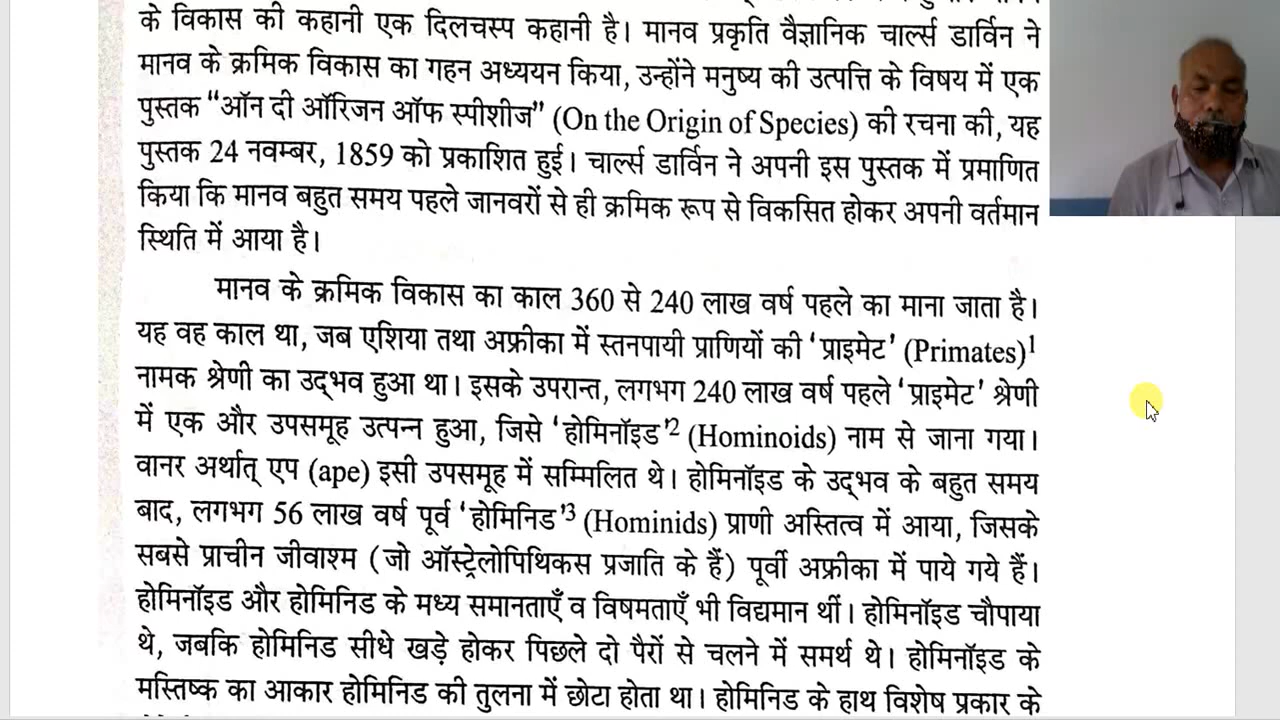 के विकास की कहानी एक दिलचस्प कहानी है। मानव प्रकृति वैज्ञानिक चार्ल्स डार्विन ने
मानव के क्रमिक विकास का गहन अध्ययन किया, उन्होंने मनुष्य की उत्पत्ति के विषय में एक
पुस्तक “ऑन दी ऑरिजन ऑफ स्पीशीज” (On the Origin of Species) की रचना की, यह
पुस्तक 24 नवम्बर, 1859 को प्रकाशित हुई। चार्ल्स डार्विन ने अपनी इस पुस्तक में प्रमाणित
किया कि मानव बहुत समय पहले जानवरों से ही क्रमिक रूप से विकसित होकर अपनी वर्तमान
स्थिति में आया है।
मानव के क्रमिक विकास का काल 360 से 240 लाख वर्ष पहले का माना जाता है।
यह वह काल था, जब एशिया तथा अफ्रीका में स्तनपायी प्राणियों की ‘प्राइमेट’ (Primates)¹
नामक श्रेणी का उद्‌भव हुआ था। इसके उपरान्त, लगभग 240 लाख वर्ष पहले ‘प्राइमेट’ श्रेणी
में एक और उपसमूह उत्पन्न हुआ, जिसे ‘होमिनॉइड’² (Hominoids) नाम से जाना गया।
वानर अर्थात् एप (ape) इसी उपसमूह में सम्मिलित थे। होमिनॉइड के उद्‌भव के बहुत समय
बाद, लगभग 56 लाख वर्ष पूर्व ‘होमिनिड’³ (Hominids) प्राणी अस्तित्व में आया, जिसके
सबसे प्राचीन जीवाश्म (जो ऑस्ट्रेलोपिथिकस प्रजाति के हैं) पूर्वी अफ्रीका में पाये गये हैं।
होमिनॉइड और होमिनिड के मध्य समानताएँ व विषमताएँ भी विद्यमान थीं। होमिनॉइड चौपाया
थे, जबकि होमिनिड सीधे खड़े होकर पिछले दो पैरों से चलने में समर्थ थे। होमिनॉइड के
मस्तिष्क का आकार होमिनिड की तुलना में छोटा होता था। होमिनिड के हाथ विशेष प्रकार के